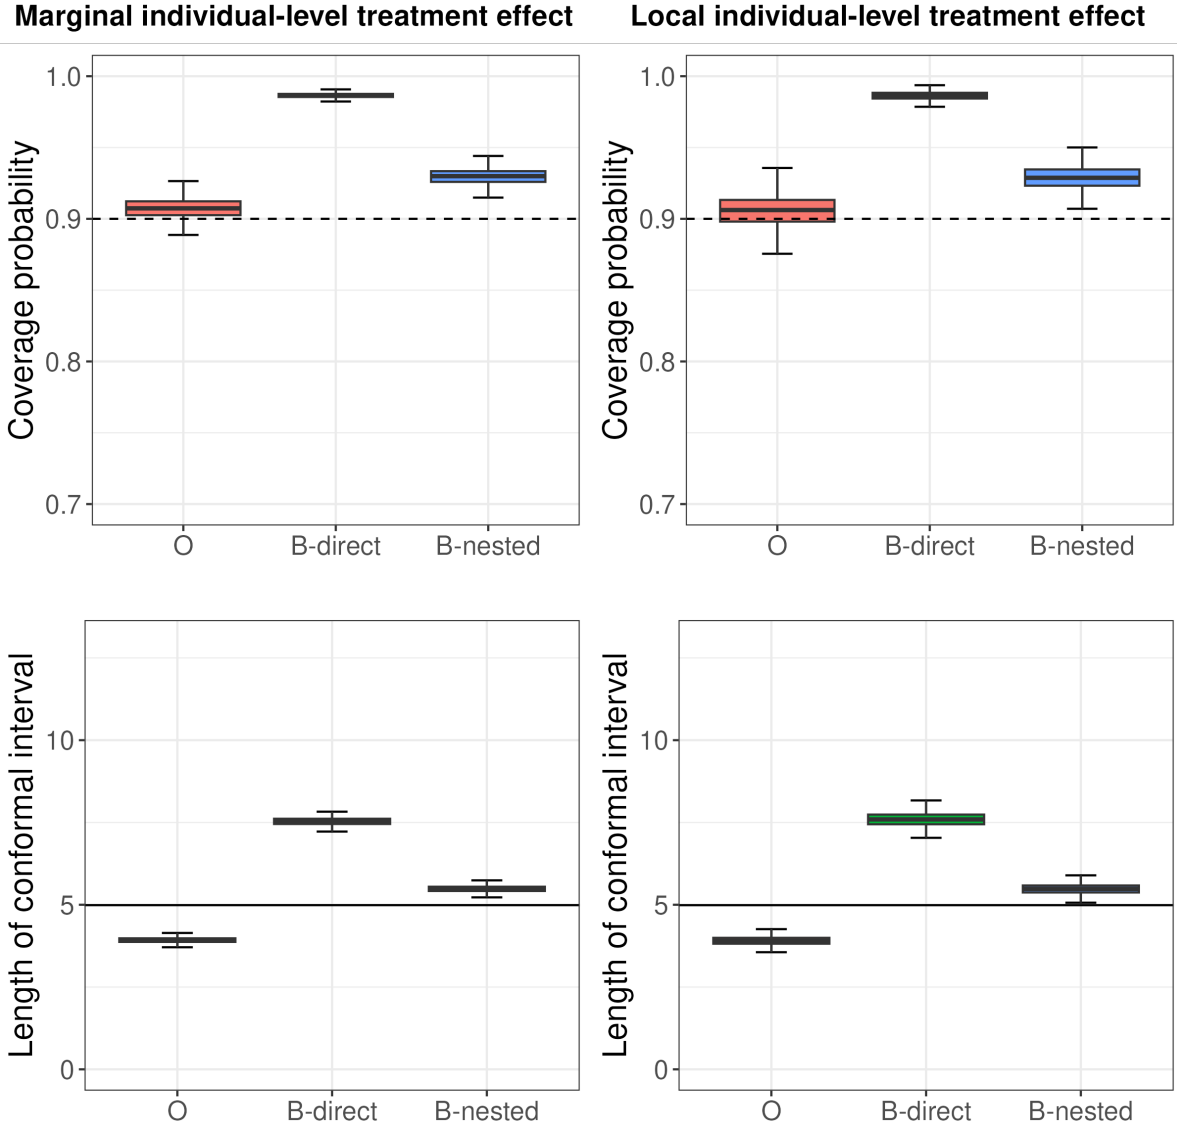 Marginal individual-level treatment effect
Local individual-level treatment effect
Coverage probability
1.0
0.9
0.8
0.7
O B-direct B-nested
Coverage probability
1.0
0.9
0.8
0.7
O B-direct B-nested
Length of conformal interval
10
5
0
O B-direct B-nested
Length of conformal interval
10
5
0
O B-direct B-nested